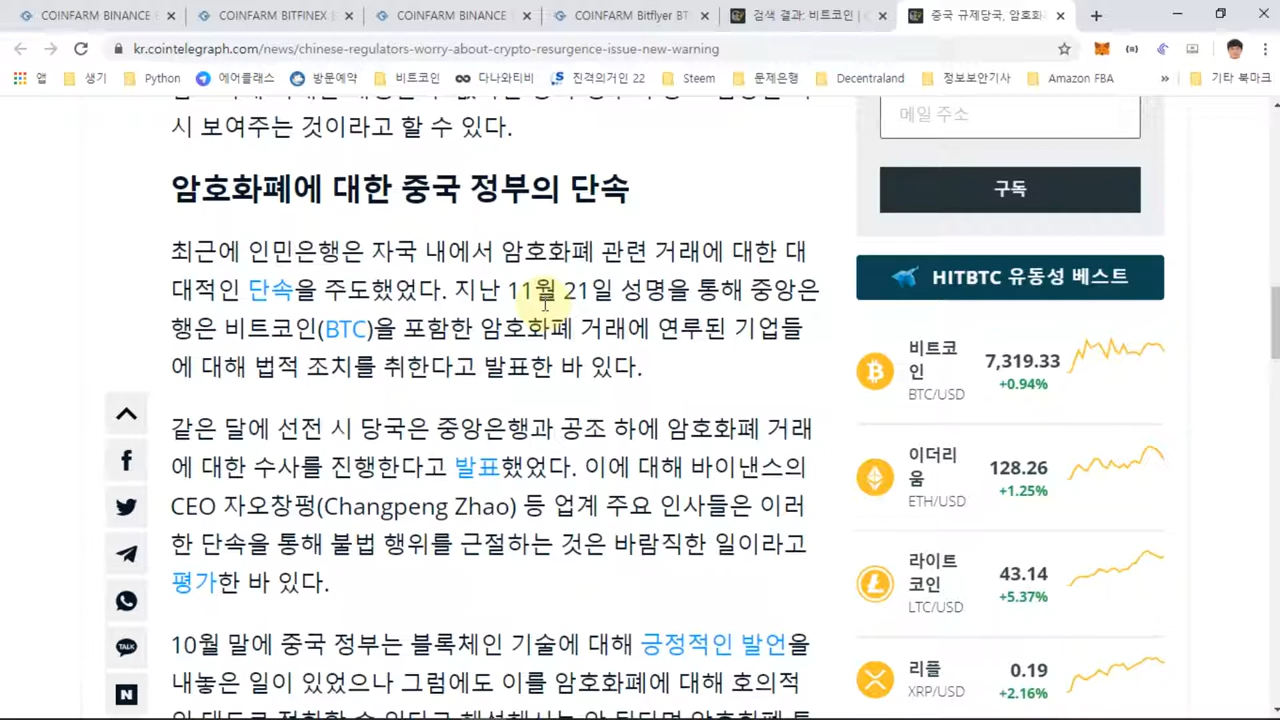 COINFARM BINANCE E
COINFARM BITFINEX
COINFARM BINANCE
COINFARM Bitflyer BT
검색 결과: 비트코인 | C
중국 규제당국, 암호화
kr.cointelegraph.com/news/chinese-regulators-worry-about-crypto-resurgence-issue-new-warning
앱
생기
Python
에어클래스
방문예약
비트코인
다나와티비
진격의거인 22
Steem
문제은행
Decentraland
정보보안기사
Amazon FBA
»
기타 북마크
시 보여주는 것이라고 할 수 있다.
암호화폐에 대한 중국 정부의 단속
최근에 인민은행은 자국 내에서 암호화폐 관련 거래에 대한 대
대적인 단속을 주도했었다. 지난 11월 21일 성명을 통해 중앙은
행은 비트코인(BTC)을 포함한 암호화폐 거래에 연루된 기업들
에 대해 법적 조치를 취한다고 발표한 바 있다.
같은 달에 선전 시 당국은 중앙은행과 공조 하에 암호화폐 거래
에 대한 수사를 진행한다고 발표했었다. 이에 대해 바이낸스의
CEO 자오창펑(Changpeng Zhao) 등 업계 주요 인사들은 이러
한 단속을 통해 불법 행위를 근절하는 것은 바람직한 일이라고
평가한 바 있다.
10월 말에 중국 정부는 블록체인 기술에 대해 긍정적인 발언을
내놓은 일이 있었으나 그럼에도 이를 암호화폐에 대해 호의적
TALK
N
메일 주소
구독
HITBTC 유동성 베스트
비트코
인
BTC/USD
7,319.33
+0.94%
이더리
움
ETH/USD
128.26
+1.25%
라이트
코인
LTC/USD
43.14
+5.37%
리플
XRP/USD
0.19
+2.16%